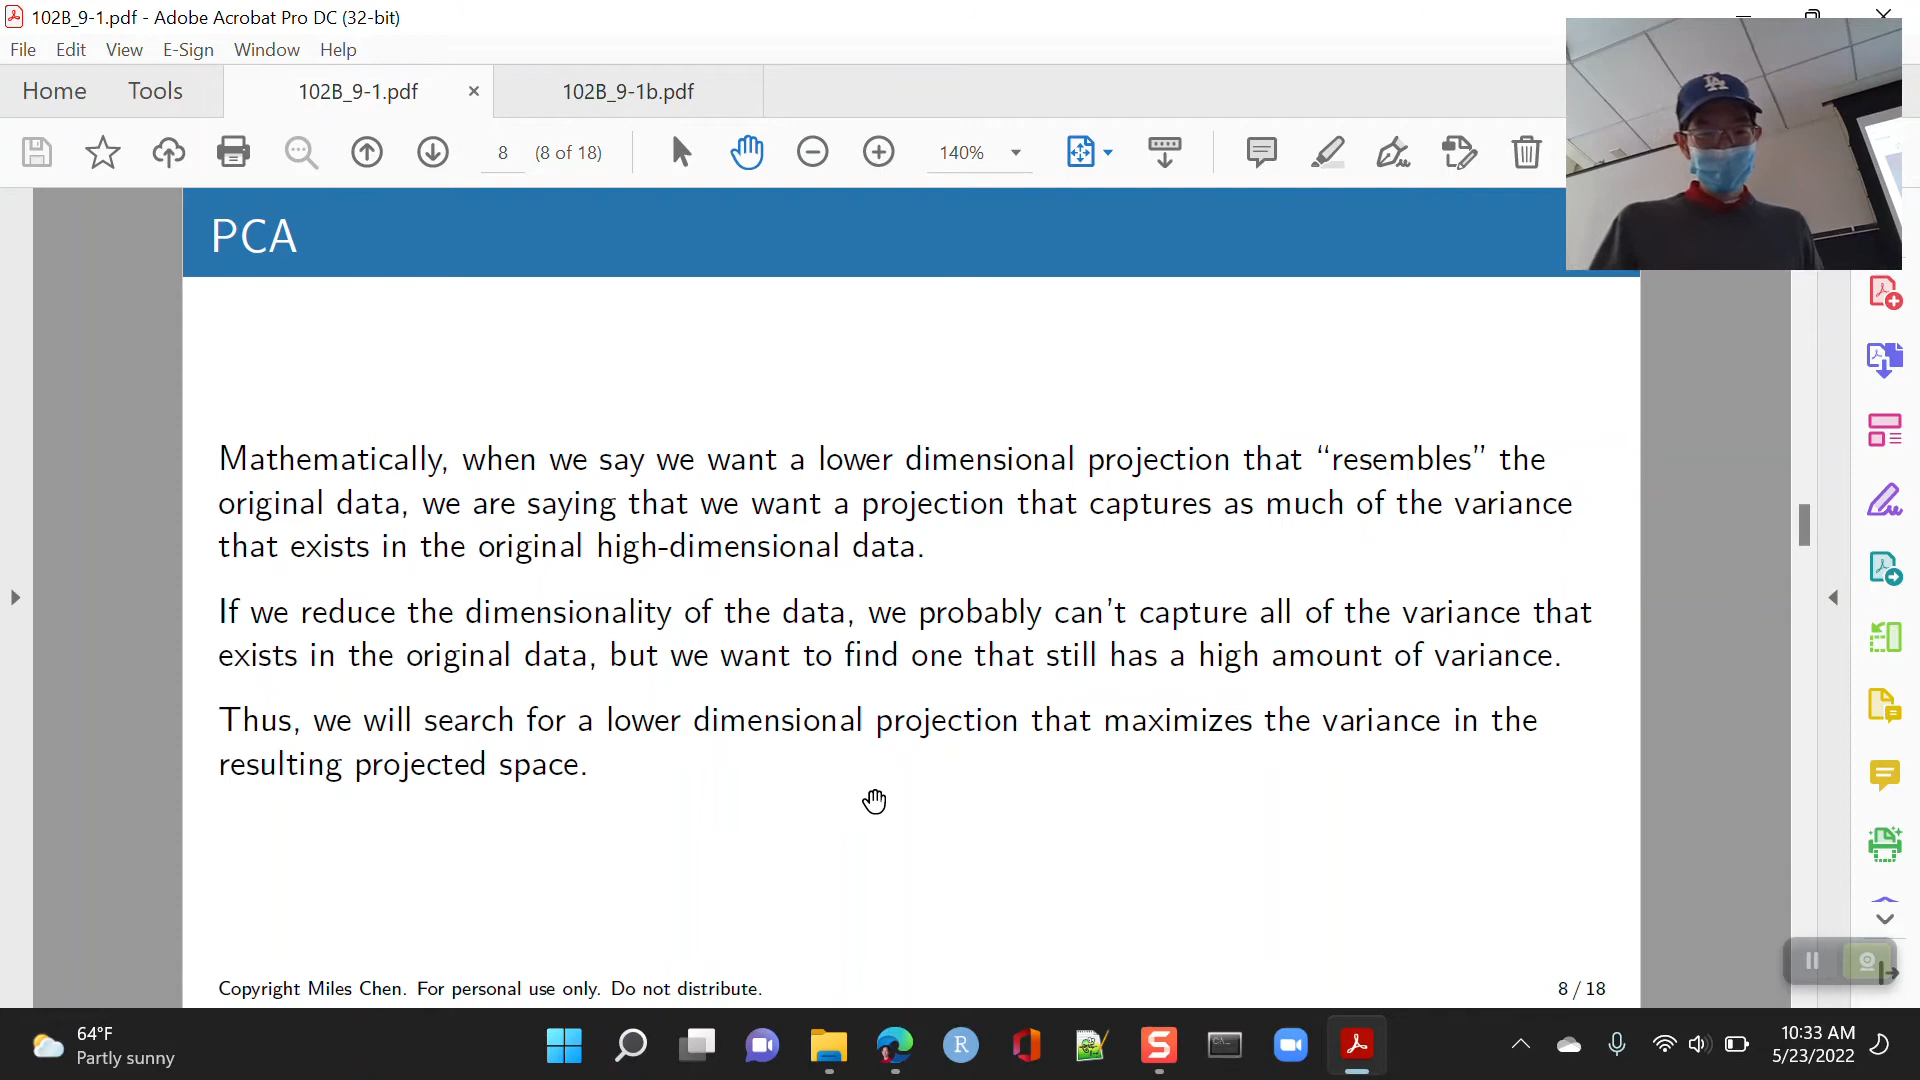 102B_9-1.pdf - Adobe Acrobat Pro DC (32-bit)
File Edit View E-Sign Window Help
Home Tools 102B_9-1.pdf × 102B_9-1b.pdf
8 (8 of 18) 140%
LA
PCA
Mathematically, when we say we want a lower dimensional projection that “resembles” the
original data, we are saying that we want a projection that captures as much of the variance
that exists in the original high-dimensional data.
If we reduce the dimensionality of the data, we probably can’t capture all of the variance that
exists in the original data, but we want to find one that still has a high amount of variance.
Thus, we will search for a lower dimensional projection that maximizes the variance in the
resulting projected space.
Copyright Miles Chen. For personal use only. Do not distribute. 8 / 18
64°F
Partly sunny
R
S
10:33 AM
5/23/2022